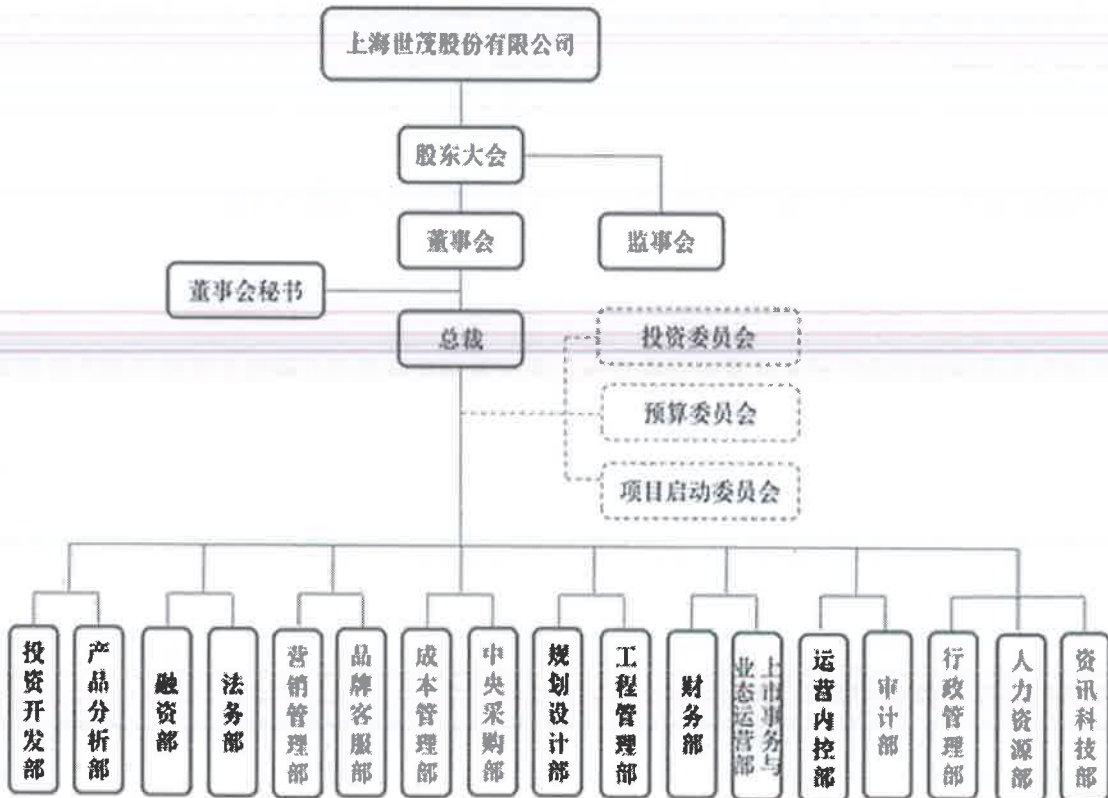 上海世茂股份有限公司
股东大会
董事会
监事会
董事会秘书
总裁
投资委员会
预算委员会
项目启动委员会
投资开发部
产品分析部
融资部
法务部
营销管理部
品牌客服部
成本管理部
中央采购部
规划设计部
工程管理部
财务部
上市事务与
业态运营部
运营内控部
审计部
行政管理部
人力资源部
资讯科技部